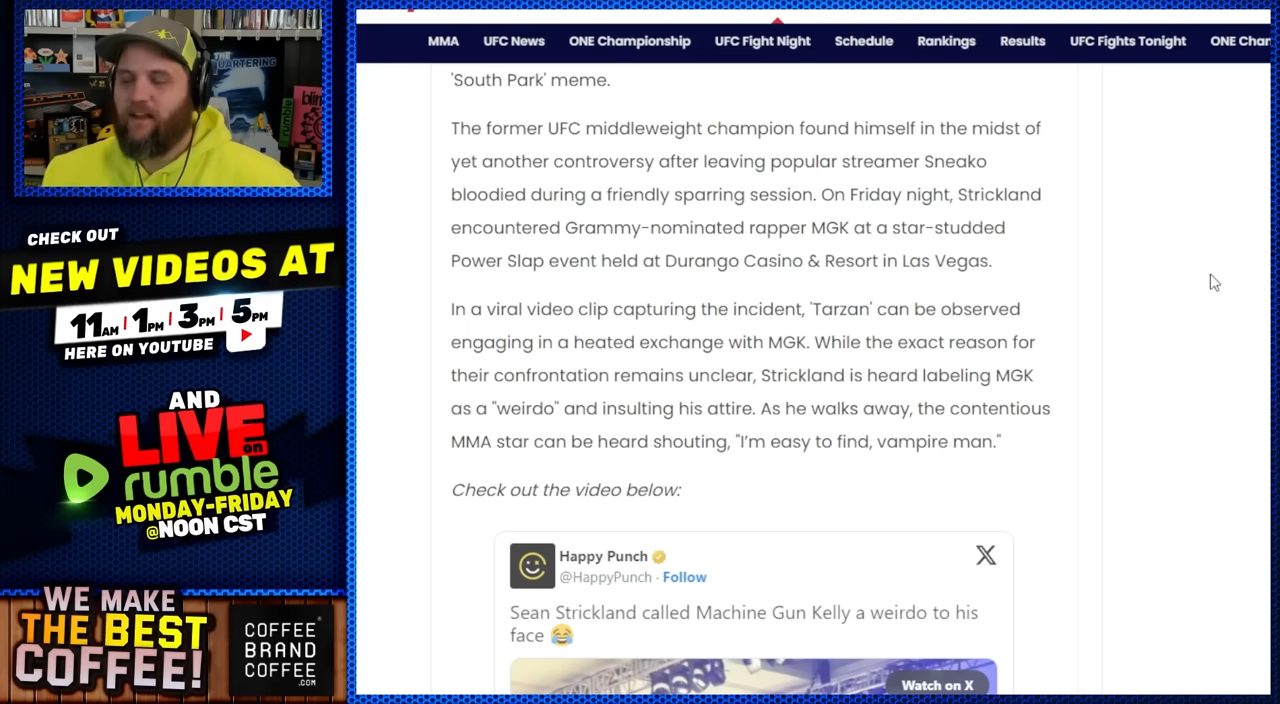 QUARTERING
rumble
CHECK OUT
NEW VIDEOS AT
11AM | 1PM | 3PM | 5PM
HERE ON YOUTUBE
AND
LIVE on
rumble
MONDAY-FRIDAY
@NOON CST
WE MAKE
THE BEST
COFFEE!
COFFEE
BRAND
COFFEE
.COM
MMA UFC News ONE Championship UFC Fight Night Schedule Rankings Results UFC Fights Tonight ONE Cham
'South Park' meme.
The former UFC middleweight champion found himself in the midst of
yet another controversy after leaving popular streamer Sneako
bloodied during a friendly sparring session. On Friday night, Strickland
encountered Grammy-nominated rapper MGK at a star-studded
Power Slap event held at Durango Casino & Resort in Las Vegas.
In a viral video clip capturing the incident, 'Tarzan' can be observed
engaging in a heated exchange with MGK. While the exact reason for
their confrontation remains unclear, Strickland is heard labeling MGK
as a "weirdo" and insulting his attire. As he walks away, the contentious
MMA star can be heard shouting, "I'm easy to find, vampire man."
Check out the video below:
Happy Punch
@HappyPunch · Follow
Sean Strickland called Machine Gun Kelly a weirdo to his
face 😂
Watch on X